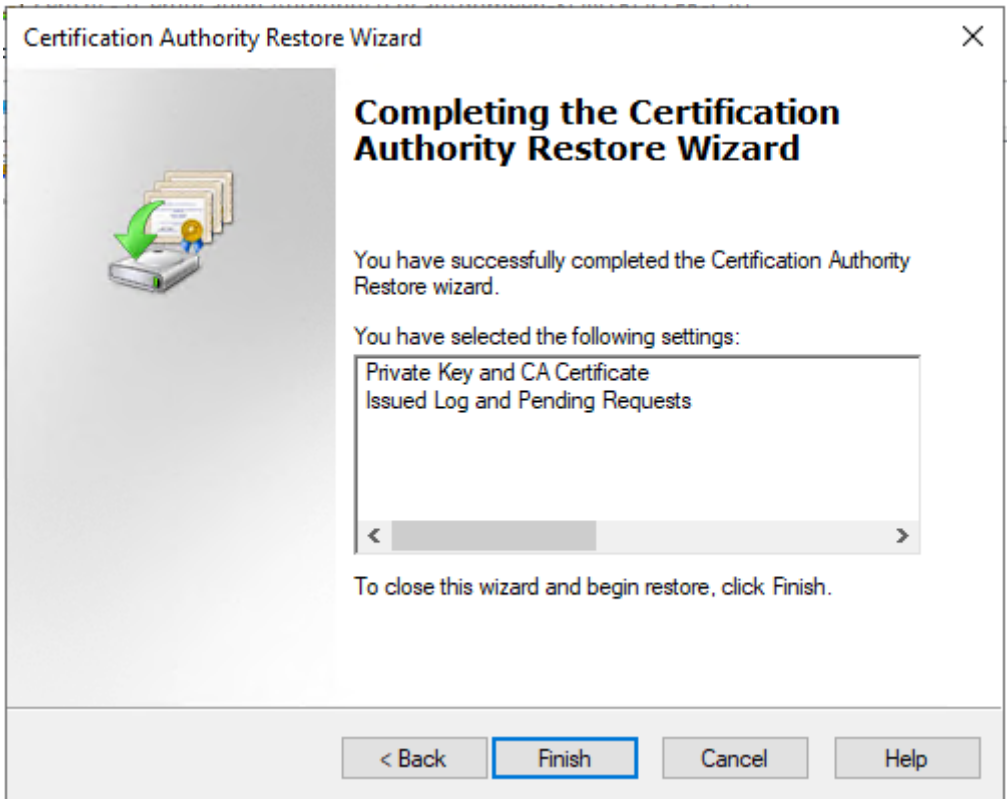 Certification Authority Restore Wizard
Completing the Certification
Authority Restore Wizard
You have successfully completed the Certification Authority
Restore wizard.
You have selected the following settings:
Private Key and CA Certificate
Issued Log and Pending Requests
To close this wizard and begin restore, click Finish.
< Back Finish Cancel Help